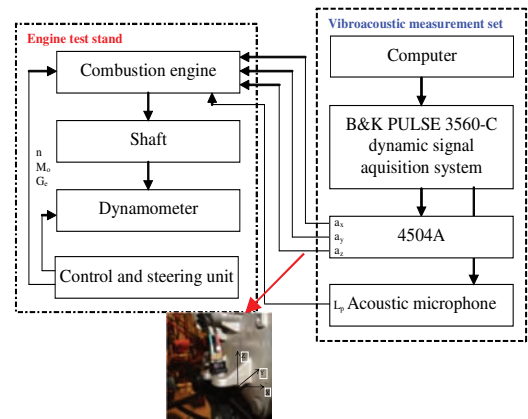 Engine test stand
Combustion engine
Shaft
n
Mo
Ge
Dynamometer
Control and steering unit
Vibroacoustic measurement set
Computer
B&K PULSE 3560-C
dynamic signal
aquisition system
ax
ay
az
4504A
Lp Acoustic microphone